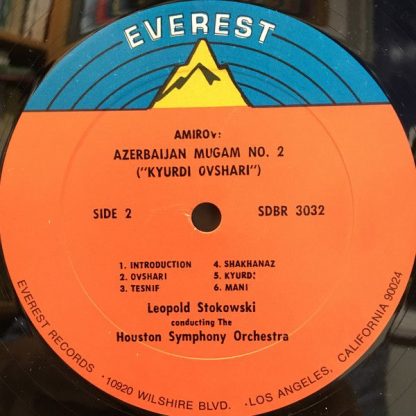 EVEREST
AMIROV:
AZERBAIJAN MUGAM NO. 2
("KYURDI OVSHARI")
SIDE 2
SDBR 3032
1. INTRODUCTION
2. OVSHARI
3. TESNIF
4. SHAKHANAZ
5. KYURDI
6. MANI
Leopold Stokowski
conducting The
Houston Symphony Orchestra
EVEREST RECORDS · 10920 WILSHIRE BLVD. · LOS ANGELES, CALIFORNIA 90024